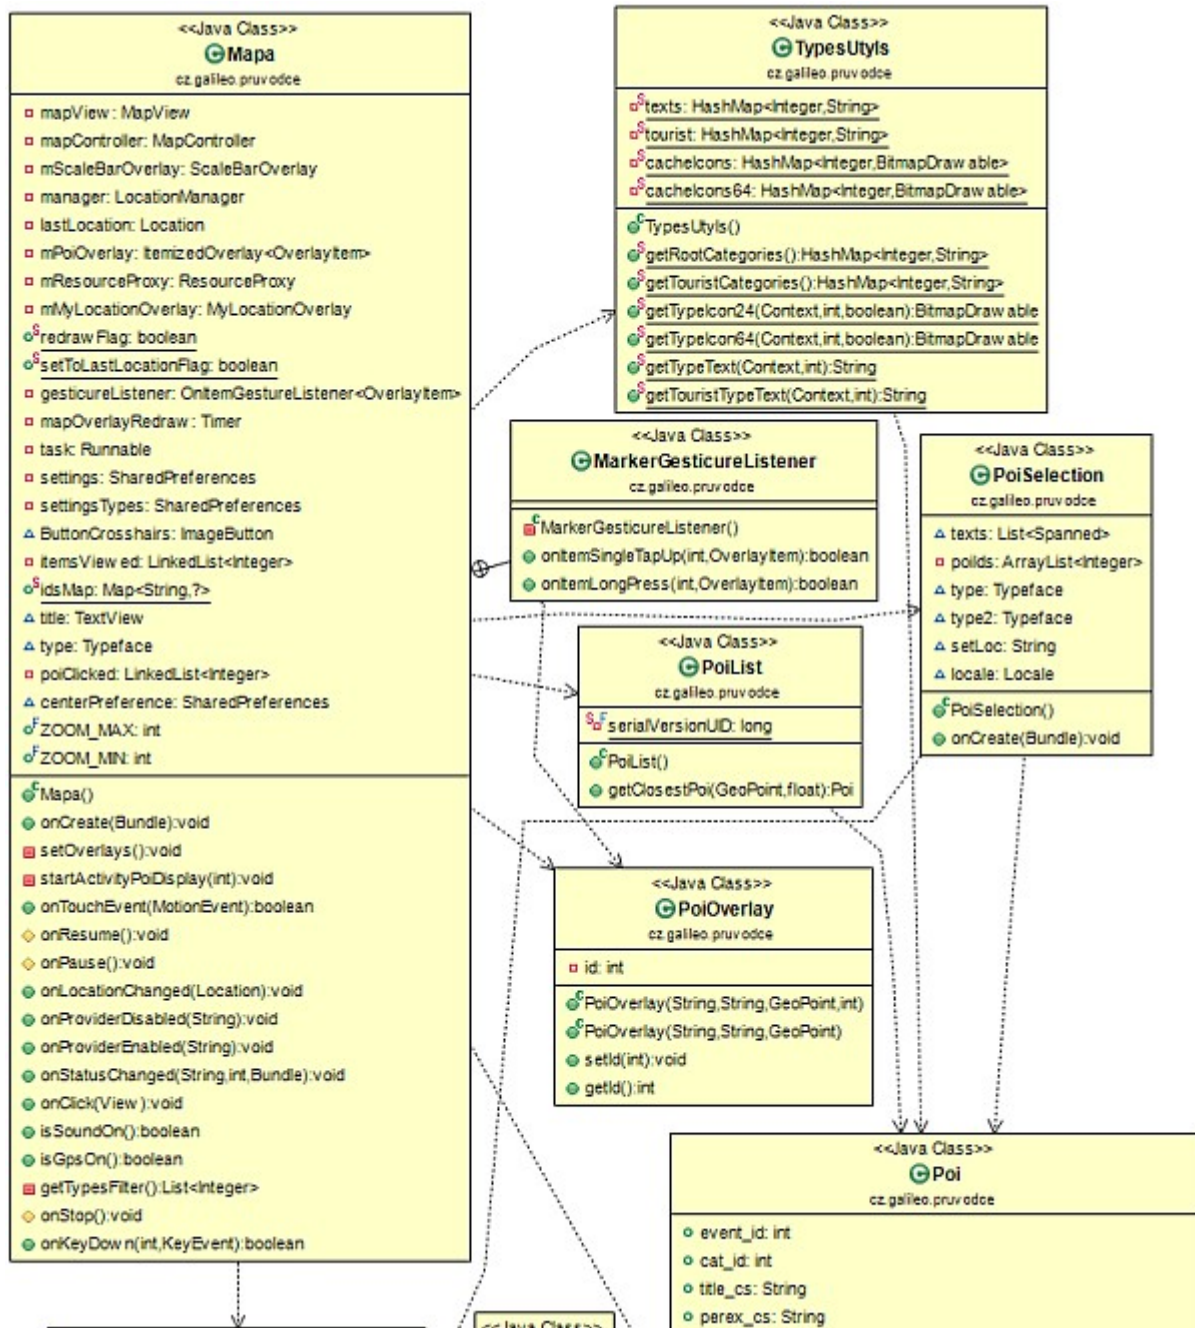 <<Java Class>>
Mapa
cz.galileo.pruvodce
mapView: MapView
mapController: MapController
mScaleBarOverlay: ScaleBarOverlay
manager: LocationManager
lastLocation: Location
mPoiOverlay: ItemizedOverlay<OverlayItem>
mResourceProxy: ResourceProxy
mMyLocationOverlay: MyLocationOverlay
S redrawFlag: boolean
S setToLastLocationFlag: boolean
gesticureListener: OnItemGestureListener<OverlayItem>
mapOverlayRedraw: Timer
task: Runnable
settings: SharedPreferences
settingsTypes: SharedPreferences
ButtonCrosshairs: ImageButton
itemsViewed: LinkedList<Integer>
S idsMap: Map<String,?>
title: TextView
type: Typeface
poiClicked: LinkedList<Integer>
centerPreference: SharedPreferences
F ZOOM_MAX: int
F ZOOM_MIN: int
C Mapa()
onCreate(Bundle):void
setOverlays():void
startActivityPoiDisplay(int):void
onTouchEvent(MotionEvent):boolean
onResume():void
onPause():void
onLocationChanged(Location):void
onProviderDisabled(String):void
onProviderEnabled(String):void
onStatusChanged(String,int,Bundle):void
onClick(View):void
isSoundOn():boolean
isGpsOn():boolean
getTypesFilter():List<Integer>
onStop():void
onKeyDown(int,KeyEvent):boolean
<<Java Class>>
TypesUtyls
cz.galileo.pruvodce
S texts: HashMap<Integer,String>
S tourist: HashMap<Integer,String>
S cacheIcons: HashMap<Integer,BitmapDrawable>
S cacheIcons64: HashMap<Integer,BitmapDrawable>
C TypesUtyls()
S getRootCategories():HashMap<Integer,String>
S getTouristCategories():HashMap<Integer,String>
S getTypeIcon24(Context,int,boolean):BitmapDrawable
S getTypeIcon64(Context,int,boolean):BitmapDrawable
S getTypeText(Context,int):String
S getTouristTypeText(Context,int):String
<<Java Class>>
MarkerGesticureListener
cz.galileo.pruvodce
C MarkerGesticureListener()
onItemSingleTapUp(int,OverlayItem):boolean
onItemLongPress(int,OverlayItem):boolean
<<Java Class>>
PoiSelection
cz.galileo.pruvodce
texts: List<Spanned>
poiIds: ArrayList<Integer>
type: Typeface
type2: Typeface
setLoc: String
locale: Locale
C PoiSelection()
onCreate(Bundle):void
<<Java Class>>
PoiList
cz.galileo.pruvodce
S F serialVersionUID: long
C PoiList()
getClosestPoi(GeoPoint,float):Poi
<<Java Class>>
PoiOverlay
cz.galileo.pruvodce
id: int
C PoiOverlay(String,String,GeoPoint,int)
C PoiOverlay(String,String,GeoPoint)
setId(int):void
getId():int
<<Java Class>>
Poi
cz.galileo.pruvodce
event_id: int
cat_id: int
title_cs: String
perex_cs: String
<<Java Class>>